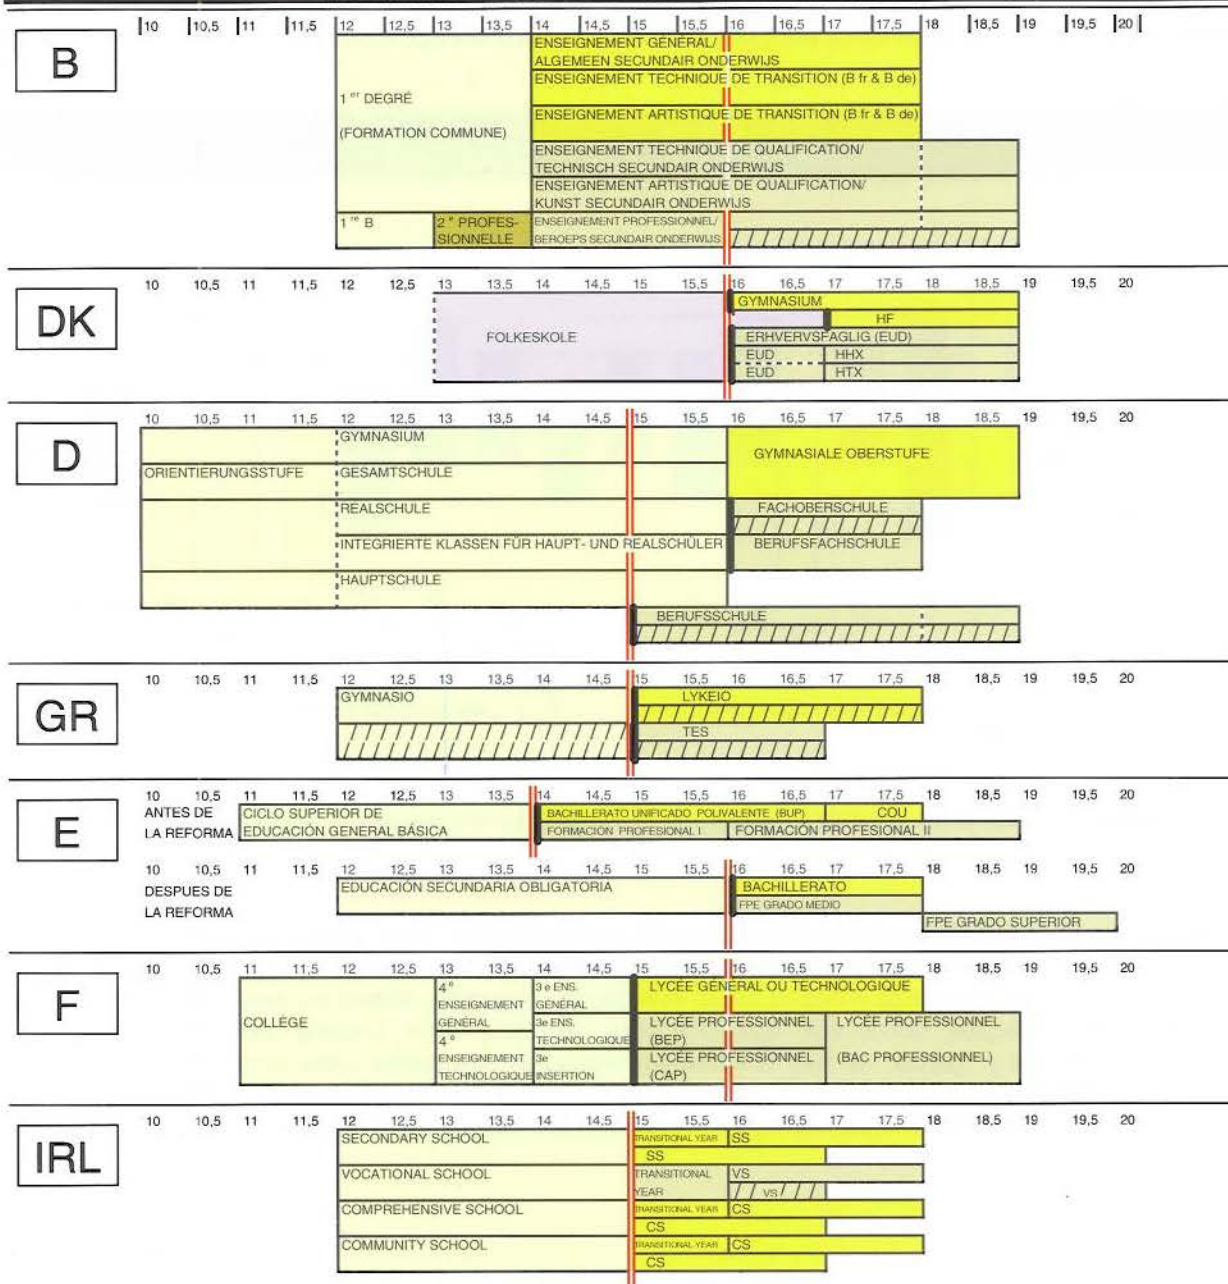 10 10,5 11 11,5 12 12,5 13 13,5 14 14,5 15 15,5 16 16,5 17 17,5 18 18,5 19 19,5 20
B
1er DEGRÉ
(FORMATION COMMUNE)
1re B
2e PROFES-
SIONNELLE
ENSEIGNEMENT GÉNÉRAL/
ALGEMEEN SECUNDAIR ONDERWIJS
ENSEIGNEMENT TECHNIQUE DE TRANSITION (B fr & B de)
ENSEIGNEMENT ARTISTIQUE DE TRANSITION (B fr & B de)
ENSEIGNEMENT TECHNIQUE DE QUALIFICATION/
TECHNISCH SECUNDAIR ONDERWIJS
ENSEIGNEMENT ARTISTIQUE DE QUALIFICATION/
KUNST SECUNDAIR ONDERWIJS
ENSEIGNEMENT PROFESSIONNEL/
BEROEPS SECUNDAIR ONDERWIJS
10 10,5 11 11,5 12 12,5 13 13,5 14 14,5 15 15,5 16 16,5 17 17,5 18 18,5 19 19,5 20
DK
FOLKESKOLE
GYMNASIUM
HF
ERHVERVSFAGLIG (EUD)
EUD HHX
EUD HTX
10 10,5 11 11,5 12 12,5 13 13,5 14 14,5 15 15,5 16 16,5 17 17,5 18 18,5 19 19,5 20
D
ORIENTIERUNGSSTUFE
GYMNASIUM
GESAMTSCHULE
REALSCHULE
INTEGRIERTE KLASSEN FÜR HAUPT- UND REALSCHÜLER
HAUPTSCHULE
GYMNASIALE OBERSTUFE
FACHOBERSCHULE
BERUFSFACHSCHULE
BERUFSSCHULE
10 10,5 11 11,5 12 12,5 13 13,5 14 14,5 15 15,5 16 16,5 17 17,5 18 18,5 19 19,5 20
GR
GYMNASIO
LYKEIO
TES
10 10,5 11 11,5 12 12,5 13 13,5 14 14,5 15 15,5 16 16,5 17 17,5 18 18,5 19 19,5 20
E
ANTES DE
LA REFORMA
CICLO SUPERIOR DE
EDUCACIÓN GENERAL BÁSICA
BACHILLERATO UNIFICADO POLIVALENTE (BUP) COU
FORMACIÓN PROFESIONAL I FORMACIÓN PROFESIONAL II
10 10,5 11 11,5 12 12,5 13 13,5 14 14,5 15 15,5 16 16,5 17 17,5 18 18,5 19 19,5 20
DESPUES DE
LA REFORMA
EDUCACIÓN SECUNDARIA OBLIGATORIA
BACHILLERATO
FPE GRADO MEDIO
FPE GRADO SUPERIOR
10 10,5 11 11,5 12 12,5 13 13,5 14 14,5 15 15,5 16 16,5 17 17,5 18 18,5 19 19,5 20
F
COLLÈGE
4e
ENSEIGNEMENT
GÉNÉRAL
4e
ENSEIGNEMENT
TECHNOLOGIQUE
3e ENS.
GÉNÉRAL
3e ENS.
TECHNOLOGIQUE
3e
INSERTION
LYCÉE GÉNÉRAL OU TECHNOLOGIQUE
LYCÉE PROFESSIONNEL
(BEP)
LYCÉE PROFESSIONNEL
(CAP)
LYCÉE PROFESSIONNEL
(BAC PROFESSIONNEL)
10 10,5 11 11,5 12 12,5 13 13,5 14 14,5 15 15,5 16 16,5 17 17,5 18 18,5 19 19,5 20
IRL
SECONDARY SCHOOL
TRANSITIONAL YEAR SS
SS
VOCATIONAL SCHOOL
TRANSITIONAL
YEAR
VS
VS
COMPREHENSIVE SCHOOL
TRANSITIONAL YEAR CS
CS
COMMUNITY SCHOOL
TRANSITIONAL YEAR CS
CS